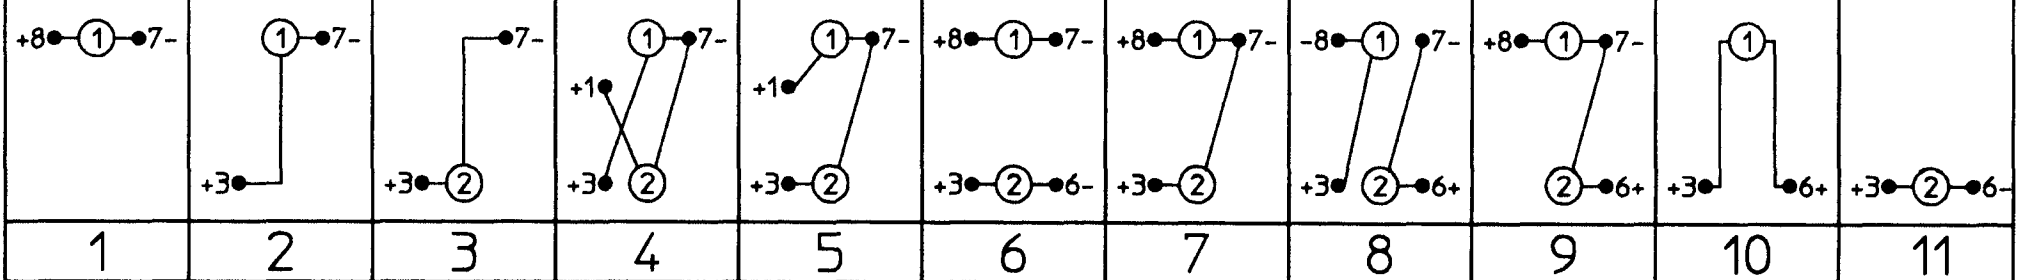 +8 1 7-
1 7-
+3
7-
+3 2
1 7-
+1
+3 2
1 7-
+1
+3 2
+8 1 7-
+3 2 6-
+8 1 7-
+3 2
-8 1 7-
+3 2 6+
+8 1 7-
2 6+
1
+3 6+
+3 2 6-
1 2 3 4 5 6 7 8 9 10 11